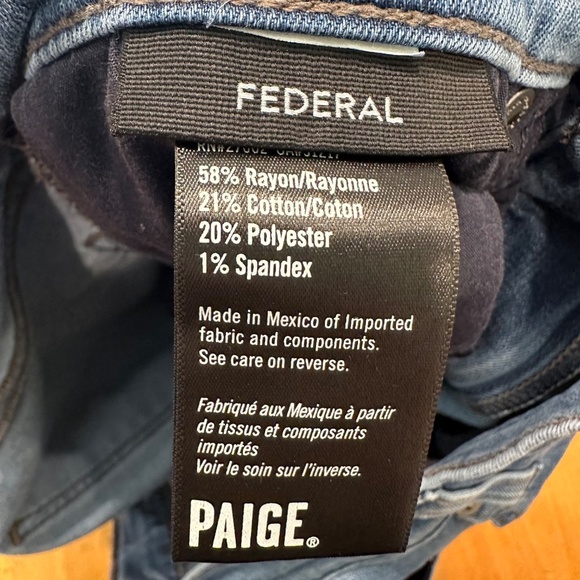 FEDERAL
58% Rayon/Rayonne
21% Cotton/Coton
20% Polyester
1% Spandex
Made in Mexico of Imported
fabric and components.
See care on reverse.
Fabriqué aux Mexique à partir
de tissus et composants
importés
Voir le soin sur l'inverse.
PAIGE®